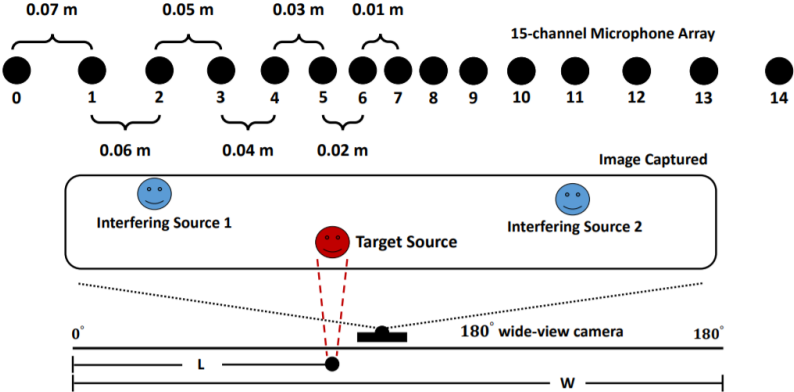 0.07 m 0.05 m 0.03 m 0.01 m
15-channel Microphone Array
0 1 2 3 4 5 6 7 8 9 10 11 12 13 14
0.06 m 0.04 m 0.02 m
Image Captured
Interfering Source 1
Interfering Source 2
Target Source
0° 180° wide-view camera 180°
L
W